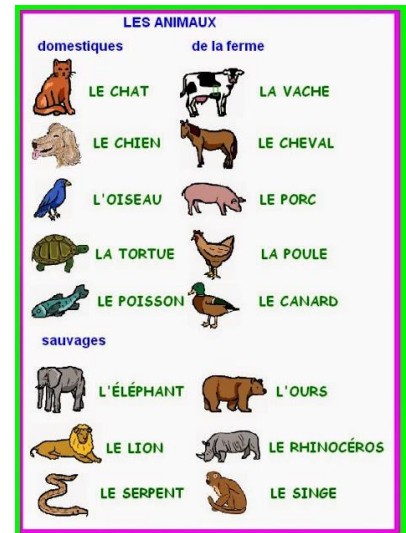 LES ANIMAUX
domestiques
de la ferme
LE CHAT
LA VACHE
LE CHIEN
LE CHEVAL
L'OISEAU
LE PORC
LA TORTUE
LA POULE
LE POISSON
LE CANARD
sauvages
L'ÉLÉPHANT
L'OURS
LE LION
LE RHINOCÉROS
LE SERPENT
LE SINGE